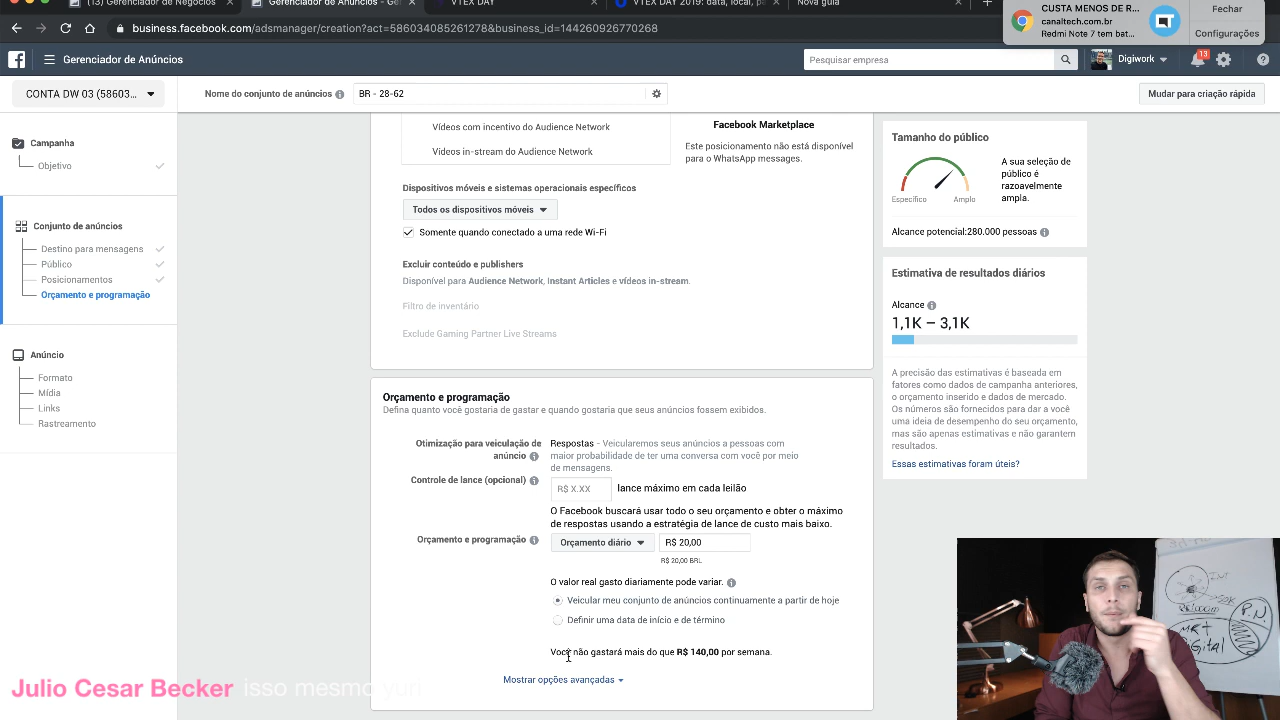 (13) Gerenciador de Negócios
Gerenciador de Anúncios - Ger
VTEX DAY
VTEX DAY 2019: data, local, p
Nova guia
CUSTA MENOS DE R...
canaltech.com.br
Redmi Note 7 tem bat...
Fechar
Configurações
business.facebook.com/adsmanager/creation?act=586034085261278&business_id=1442609267​70268
Gerenciador de Anúncios
Pesquisar empresa
Digiwork
13
CONTA DW 03 (58603...
Nome do conjunto de anúncios
BR - 28-62
Mudar para criação rápida
Campanha
Objetivo
Conjunto de anúncios
Destino para mensagens
Público
Posicionamentos
Orçamento e programação
Anúncio
Formato
Mídia
Links
Rastreamento
Vídeos com incentivo do Audience Network
Vídeos in-stream do Audience Network
Facebook Marketplace
Este posicionamento não está disponível
para o WhatsApp messages.
Dispositivos móveis e sistemas operacionais específicos
Todos os dispositivos móveis
Somente quando conectado a uma rede Wi-Fi
Excluir conteúdo e publishers
Disponível para Audience Network, Instant Articles e vídeos in-stream.
Filtro de inventário
Exclude Gaming Partner Live Streams
Orçamento e programação
Defina quanto você gostaria de gastar e quando gostaria que seus anúncios fossem exibidos.
Otimização para veiculação de
anúncio
Respostas - Veicularemos seus anúncios a pessoas com
maior probabilidade de ter uma conversa com você por meio
de mensagens.
Controle de lance (opcional)
R$ X.XX
lance máximo em cada leilão
O Facebook buscará usar todo o seu orçamento e obter o máximo
de respostas usando a estratégia de lance de custo mais baixo.
Orçamento e programação
Orçamento diário
R$ 20,00
R$ 20,00 BRL
O valor real gasto diariamente pode variar.
Veicular meu conjunto de anúncios continuamente a partir de hoje
Definir uma data de início e de término
Você não gastará mais do que R$ 140,00 por semana.
Mostrar opções avançadas
Tamanho do público
Específico
Amplo
A sua seleção de
público é
razoavelmente
ampla.
Alcance potencial:280.000 pessoas
Estimativa de resultados diários
Alcance
1,1K – 3,1K
A precisão das estimativas é baseada em
fatores como dados de campanha anteriores,
o orçamento inserido e dados de mercado.
Os números são fornecidos para dar a você
uma ideia de desempenho do seu orçamento,
mas são apenas estimativas e não garantem
resultados.
Essas estimativas foram úteis?
Julio Cesar Becker isso mesmo yuri
P.N
MRKT
DIGITAL